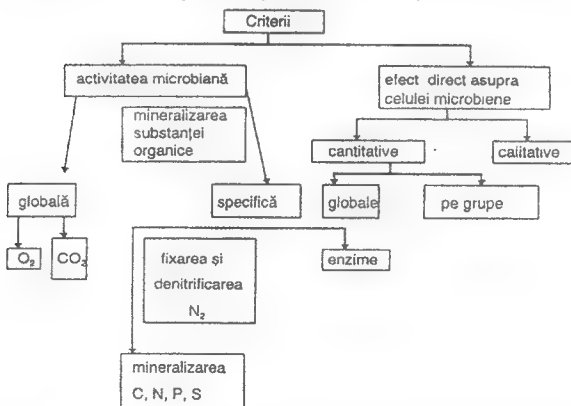 Criterii
activitatea microbiană
efect direct asupra
celulei microbiene
mineralizarea
substanței
organice
cantitative
calitative
globală
specifică
globale
pe grupe
O₂
CO₃
fixarea și
denitrificarea
N₂
enzime
mineralizarea
C, N, P, S